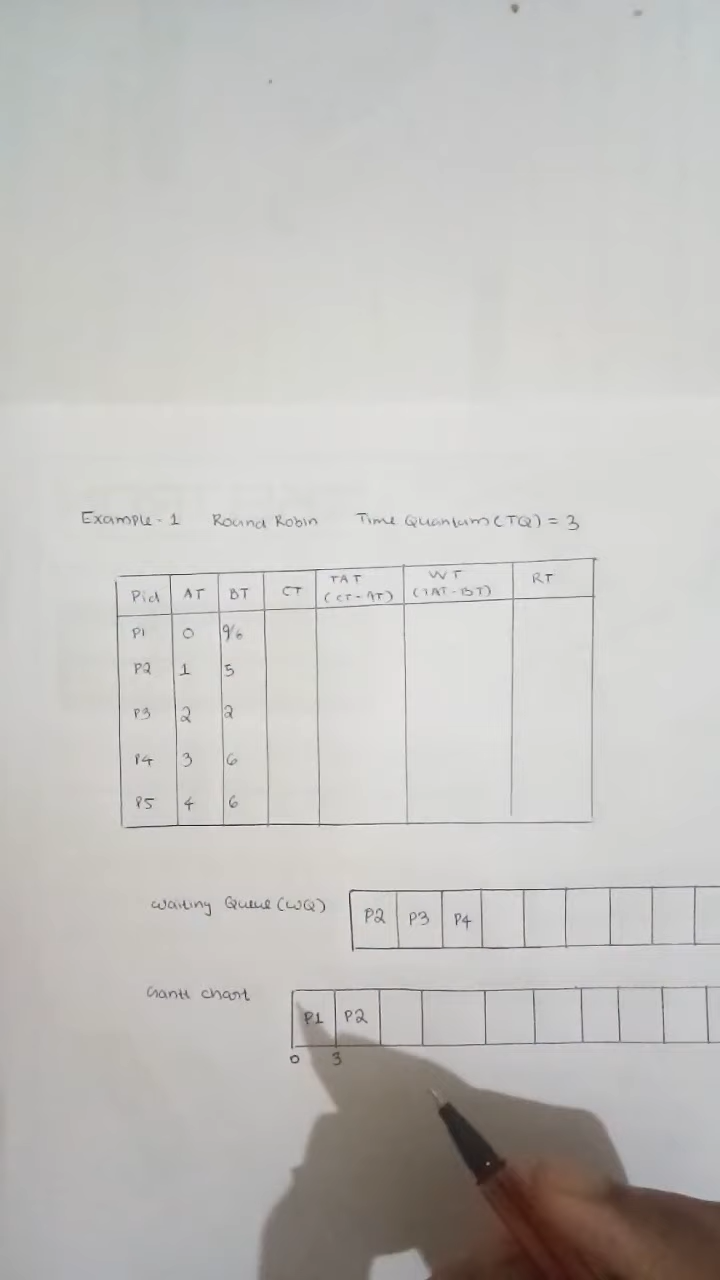 Example-1 Round Robin Time Quantum (TQ) = 3
Pid AT BT CT TAT (CT-AT) WT (TAT-BT) RT
P1 0 9/6
P2 1 5
P3 2 2
P4 3 6
P5 4 6
Waiting Queue (WQ) P2 P3 P4
Gantt chart P1 P2
0 3